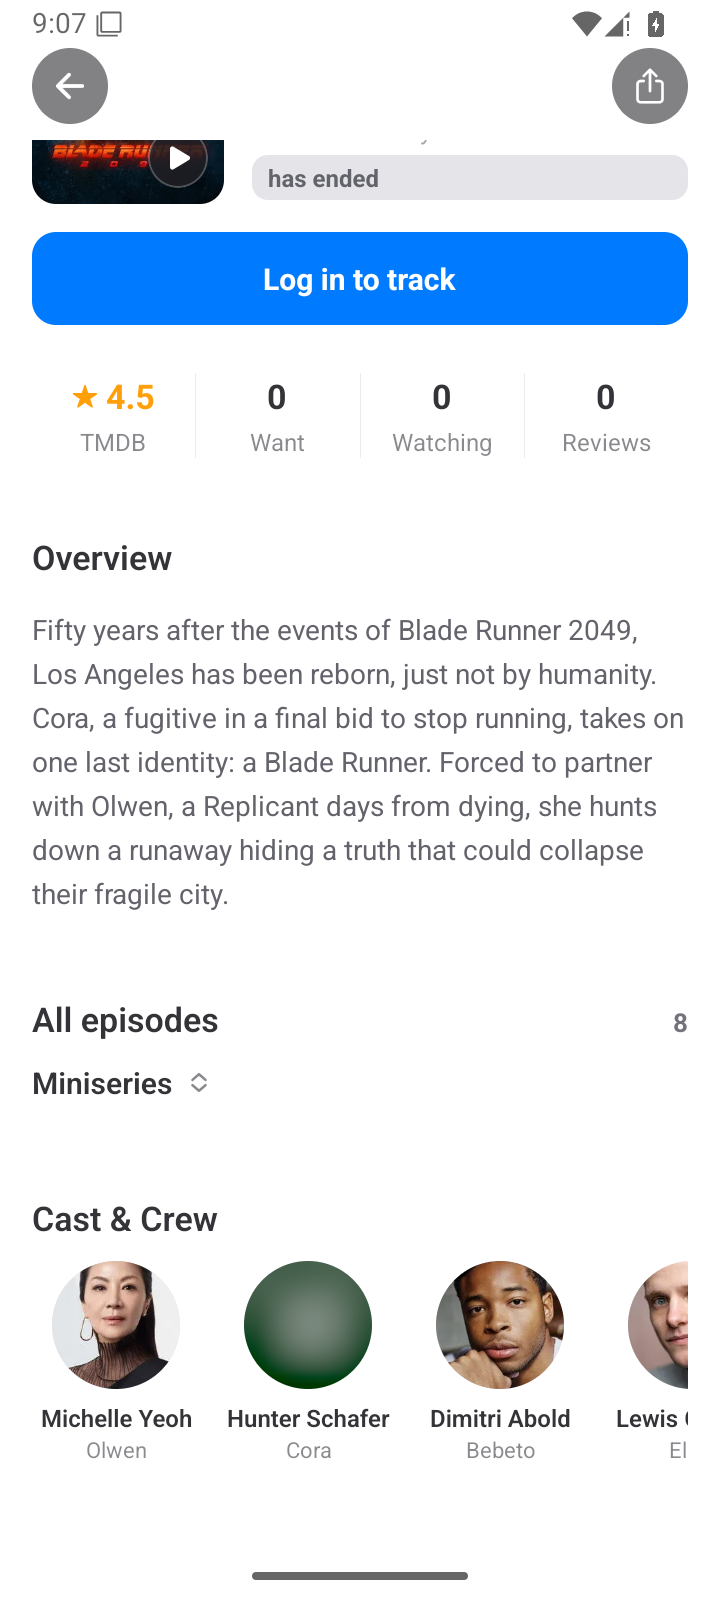 9:07
BLADE RU
has ended
Log in to track
★ 4.5
TMDB
0
Want
0
Watching
0
Reviews
Overview
Fifty years after the events of Blade Runner 2049,
Los Angeles has been reborn, just not by humanity.
Cora, a fugitive in a final bid to stop running, takes on
one last identity: a Blade Runner. Forced to partner
with Olwen, a Replicant days from dying, she hunts
down a runaway hiding a truth that could collapse
their fragile city.
All episodes
8
Miniseries
Cast & Crew
Michelle Yeoh
Olwen
Hunter Schafer
Cora
Dimitri Abold
Bebeto
Lewis
El